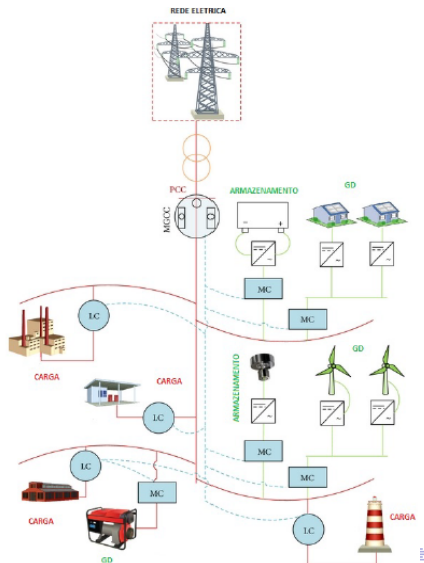 REDE ELETRICA
PCC
MGCC
ARMAZENAMENTO
GD
MC
MC
LC
CARGA
CARGA
LC
ARMAZENAMENTO
GD
MC
MC
LC
MC
CARGA
GD
LC
CARGA